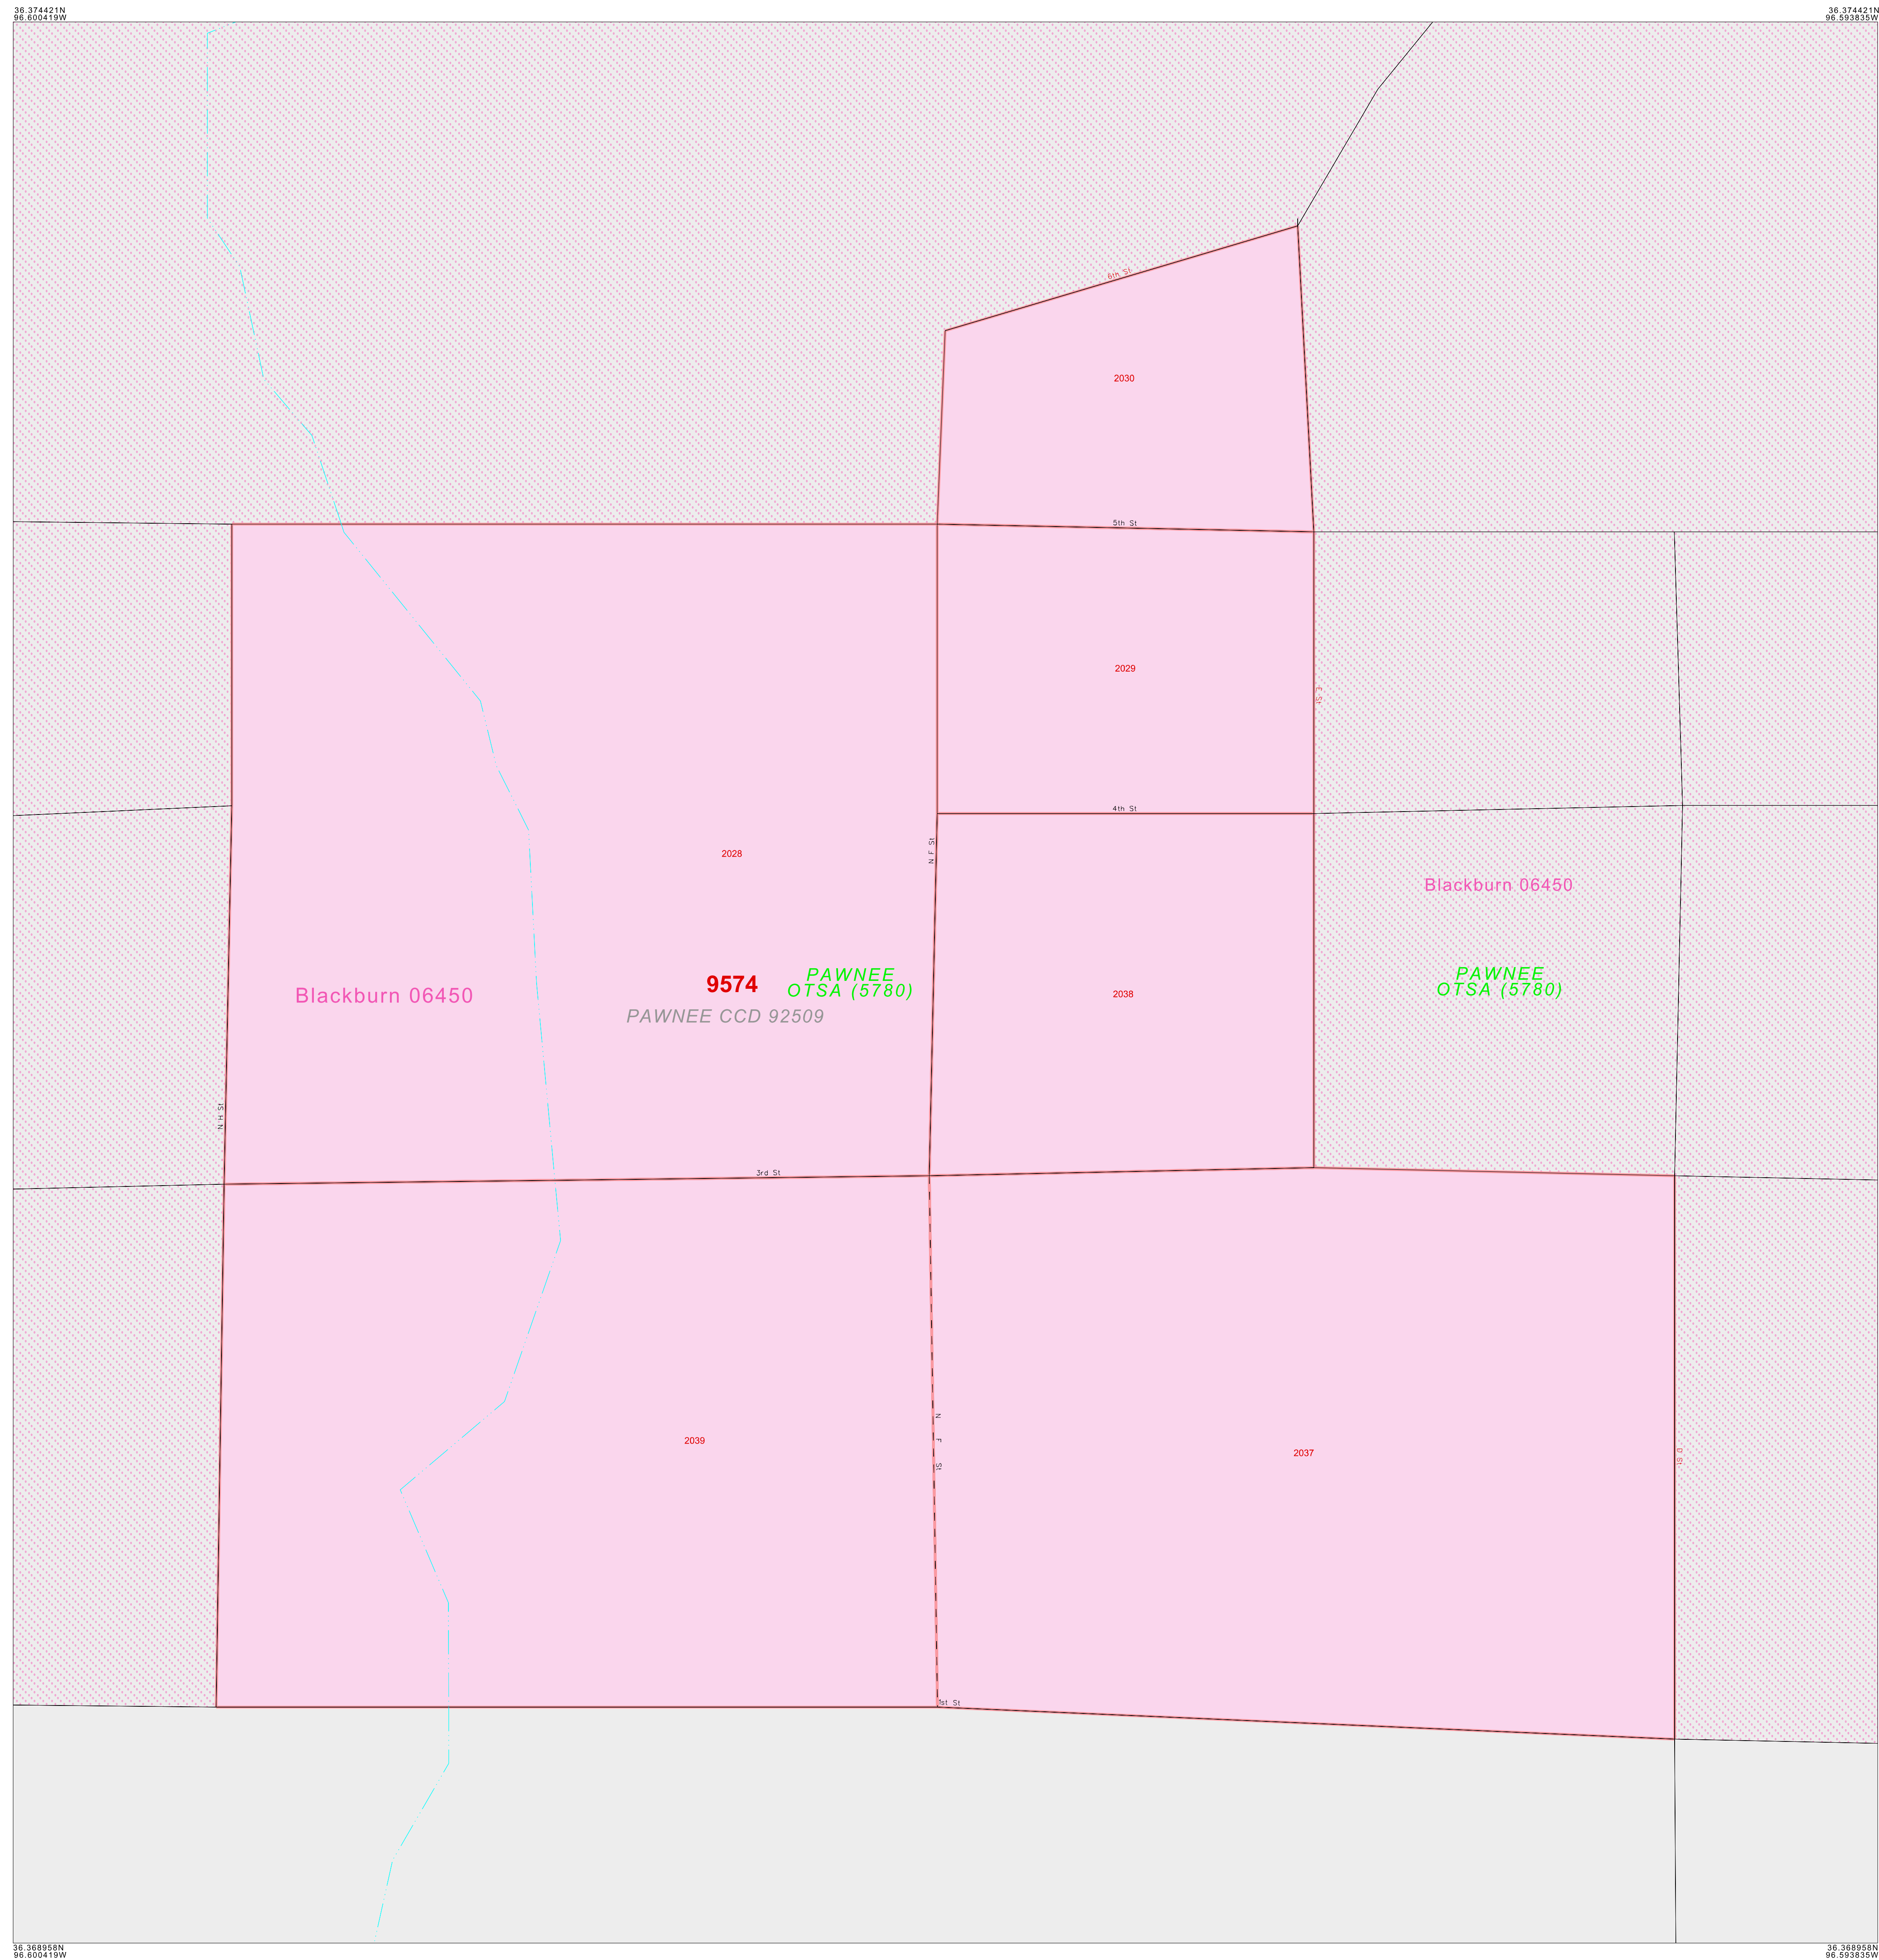 36.374421N
96.600419W
36.374421N
96.593835W
6th St
2030
5th St
2029
E St
4th St
N F St
2028
Blackburn 06450
PAWNEE
OTSA (5780)
9574
Blackburn 06450
PAWNEE CCD 92509
2038
PAWNEE
OTSA (5780)
N H St
3rd St
N F St
2039
2037
D St
1st St
36.368958N
96.600419W
36.368958N
96.593835W